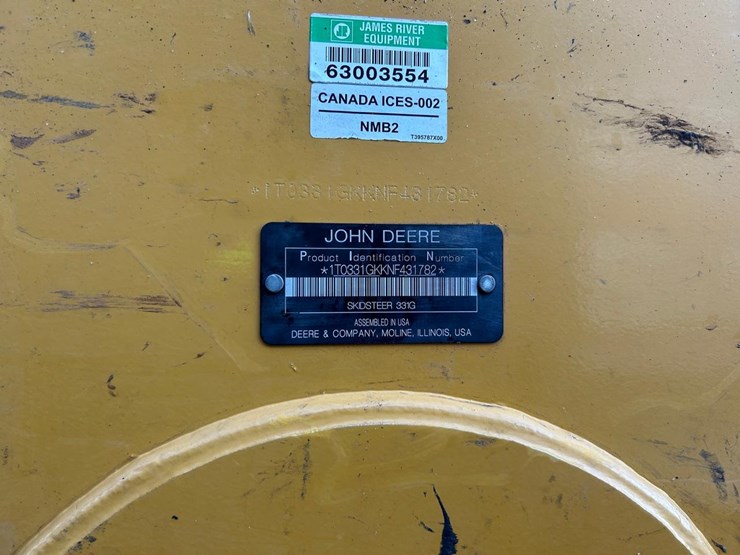 JAMES RIVER
EQUIPMENT
63003554
CANADA ICES-002
NMB2
T395787X00
*1T0331GKKNF431782*
JOHN DEERE
Product Identification Number
*1T0331GKKNF431782*
SKIDSTEER 331G
ASSEMBLED IN USA
DEERE & COMPANY, MOLINE, ILLINOIS, USA